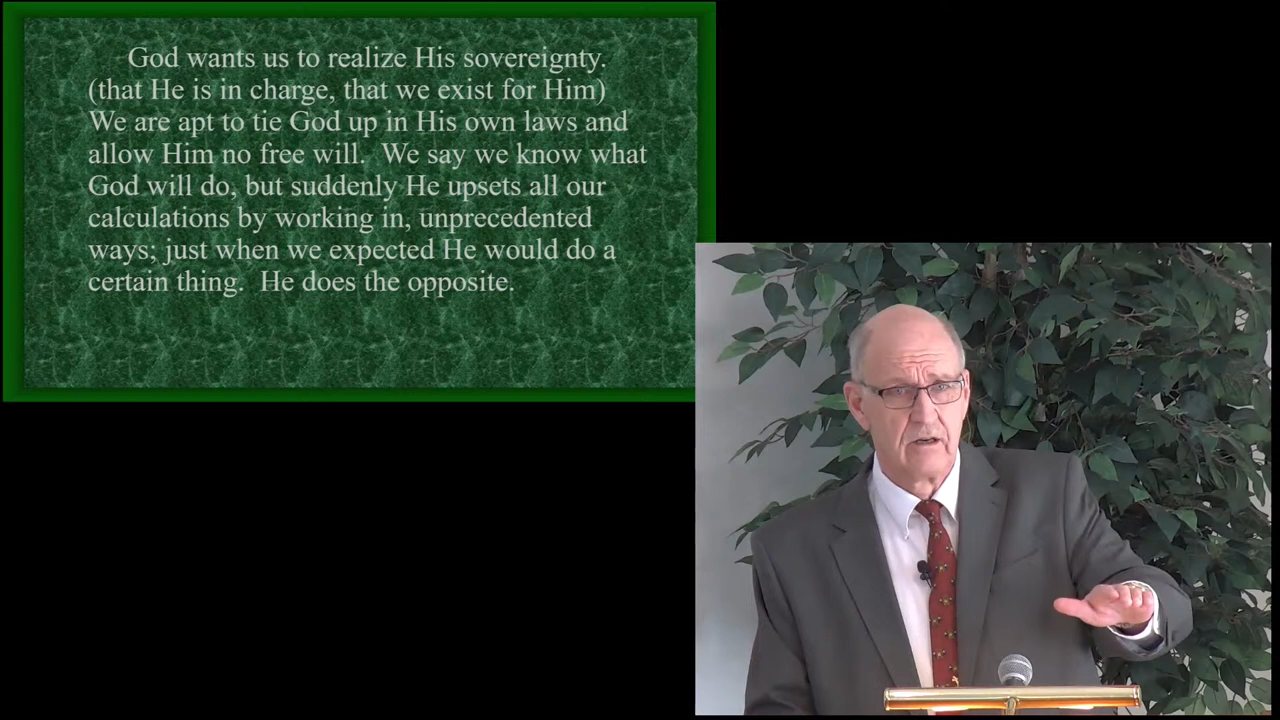 God wants us to realize His sovereignty.
(that He is in charge, that we exist for Him)
We are apt to tie God up in His own laws and
allow Him no free will.  We say we know what
God will do, but suddenly He upsets all our
calculations by working in, unprecedented
ways; just when we expected He would do a
certain thing.  He does the opposite.